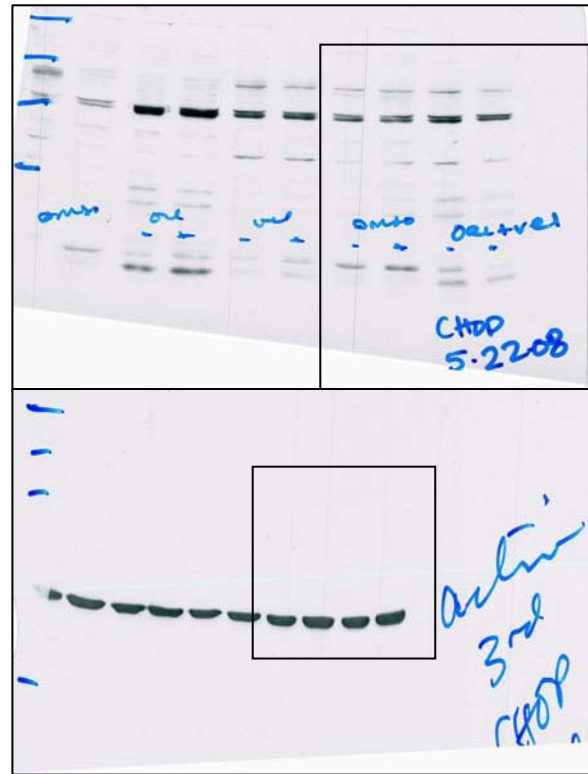 DMSO orl vel DMSO orl + vel
- + - + - + - -
CHOP
5.22.08
actin
3rd
CHOP